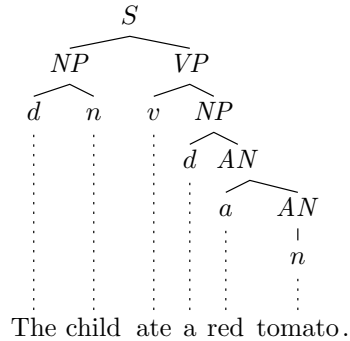 S
NP VP
d n v NP
d AN
a AN
n
The child ate a red tomato.